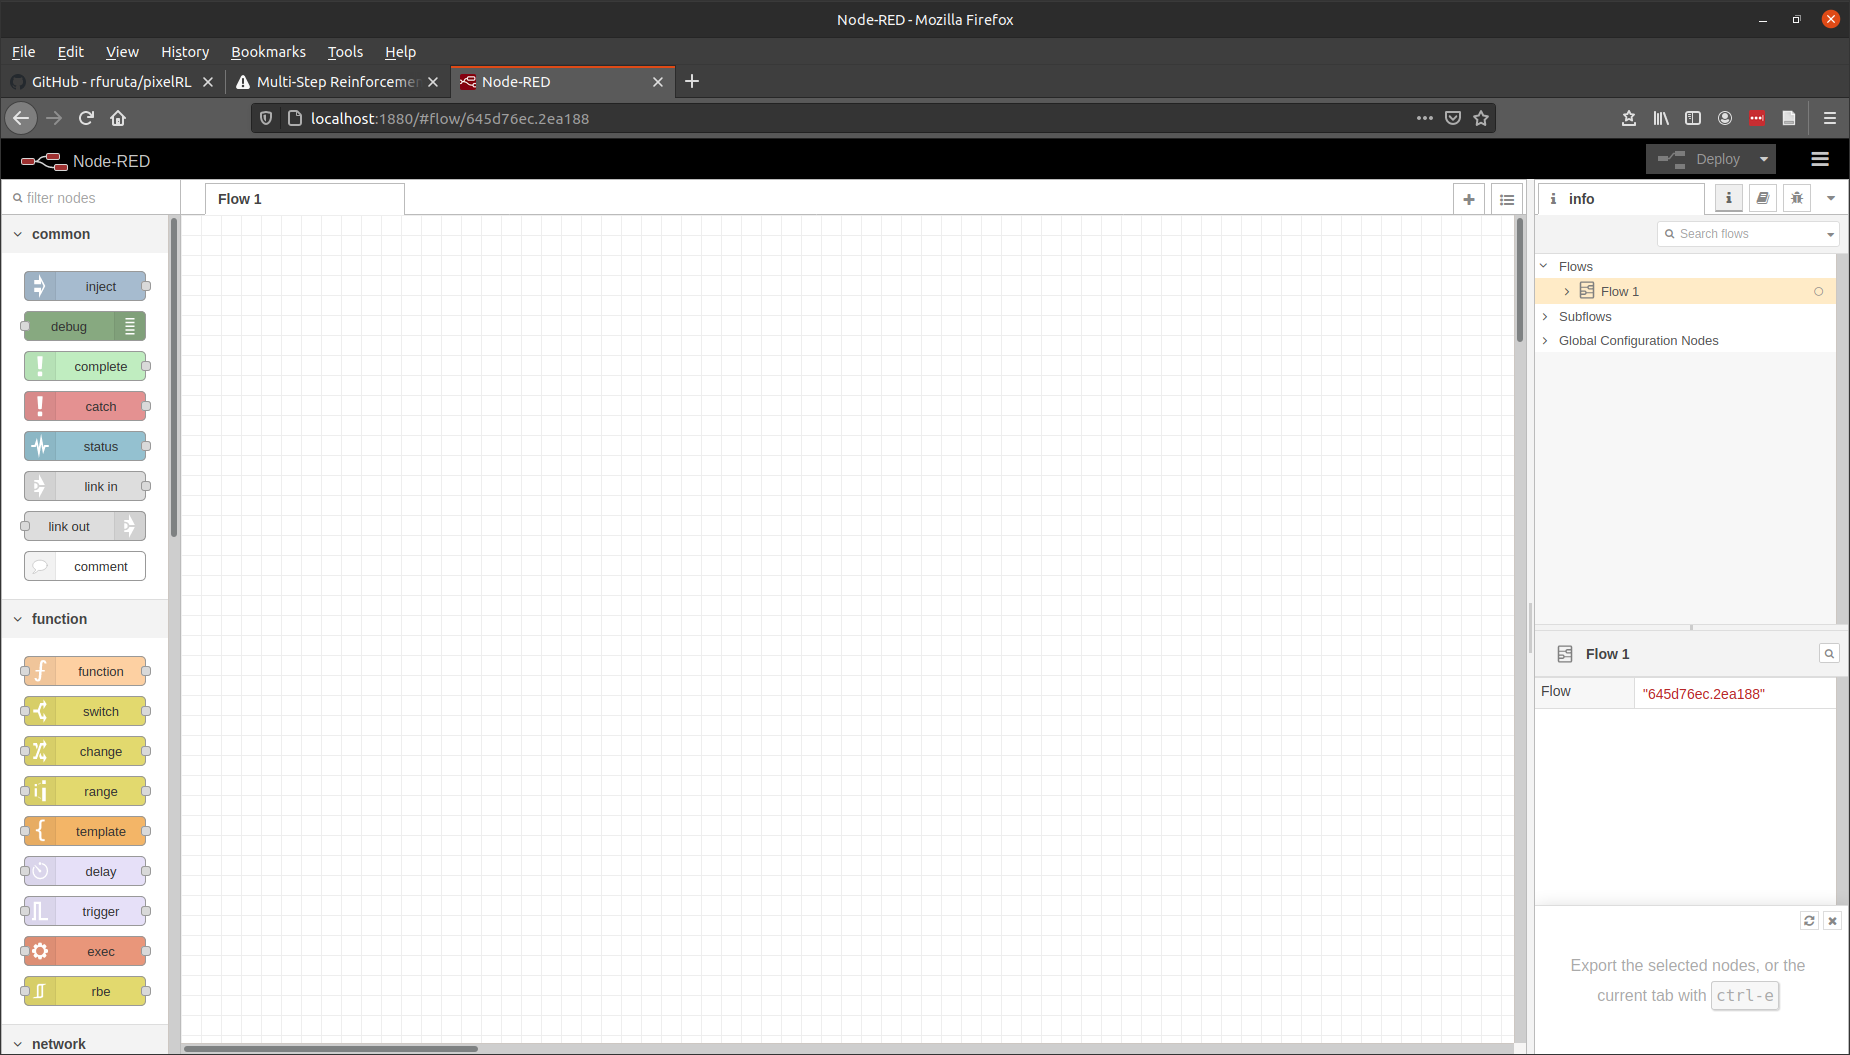 Node-RED - Mozilla Firefox
File Edit View History Bookmarks Tools Help
GitHub - rfuruta/pixelRL
Multi-Step Reinforcemen
Node-RED
localhost:1880/#flow/645d76ec.2ea188
Node-RED
Deploy
filter nodes
common
inject
debug
complete
catch
status
link in
link out
comment
function
function
switch
change
range
template
delay
trigger
exec
rbe
network
Flow 1
info
Search flows
Flows
Flow 1
Subflows
Global Configuration Nodes
Flow 1
Flow "645d76ec.2ea188"
Export the selected nodes, or the
current tab with ctrl-e